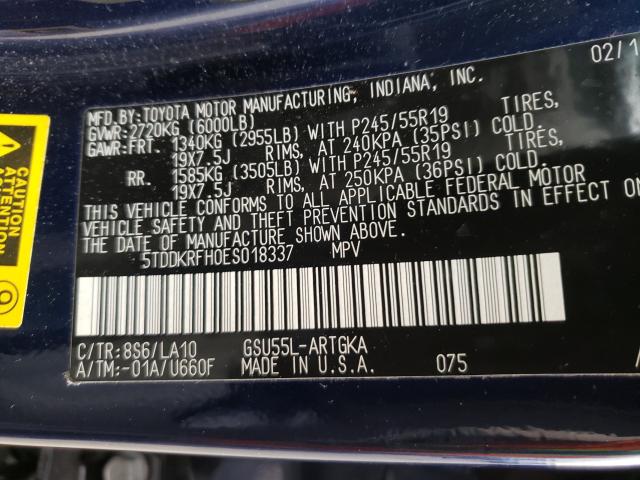 02/1
MFD.BY:TOYOTA MOTOR MANUFACTURING, INDIANA, INC.
GVWR:2720KG (6000LB)
GAWR:FRT. 1340KG (2955LB) WITH P245/55R19 TIRES,
19X7.5J RIMS, AT 240KPA (35PSI) COLD.
RR. 1585KG (3505LB) WITH P245/55R19 TIRES,
19X7.5J RIMS, AT 250KPA (36PSI) COLD.
THIS VEHICLE CONFORMS TO ALL APPLICABLE FEDERAL MOTOR
VEHICLE SAFETY AND THEFT PREVENTION STANDARDS IN EFFECT ON
THE DATE OF MANUFACTURE SHOWN ABOVE.
5TDDKRFH0ES018337 MPV
C/TR:8S6/LA10 GSU55L-ARTGKA
A/TM:-01A/U660F MADE IN U.S.A. 075
CAUTION
ATTENTION